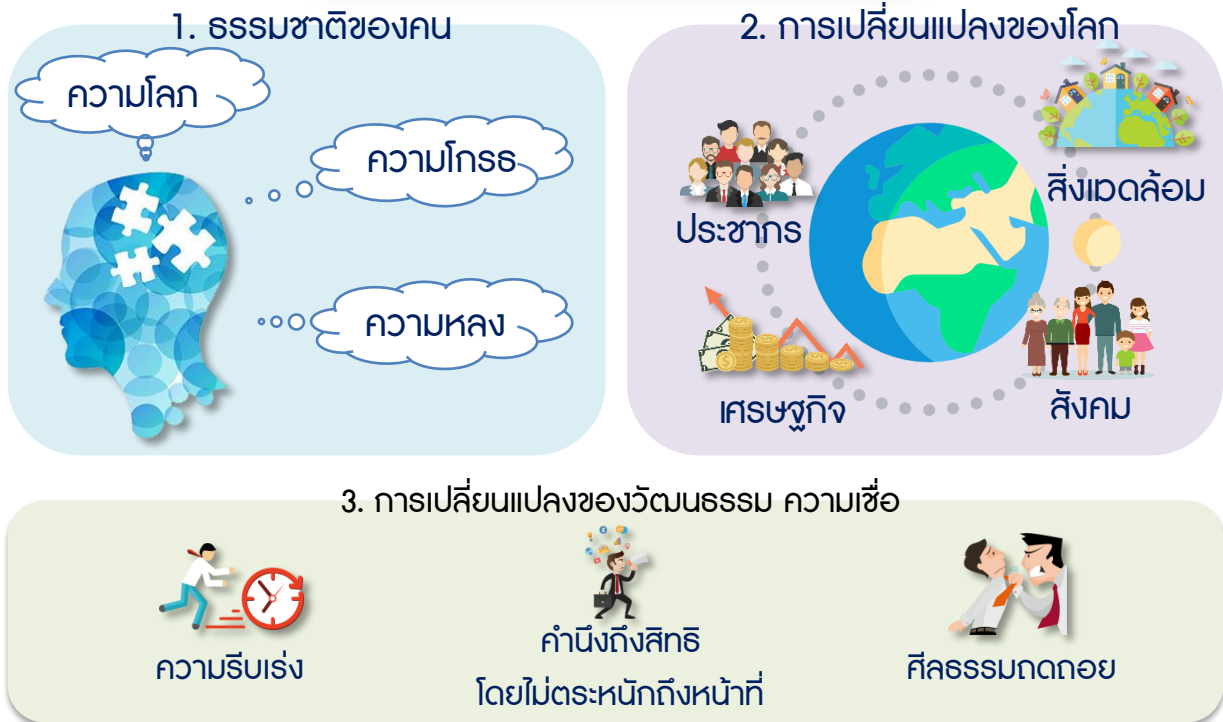 1. ธรรมชาติของคน
ความโลภ
ความโกรธ
ความหลง
2. การเปลี่ยนแปลงของโลก
ประชากร
สิ่งแวดล้อม
เศรษฐกิจ
สังคม
3. การเปลี่ยนแปลงของวัฒนธรรม ความเชื่อ
ความรีบเร่ง
คำนึงถึงสิทธิ
โดยไม่ตระหนักถึงหน้าที่
ศีลธรรมถดถอย